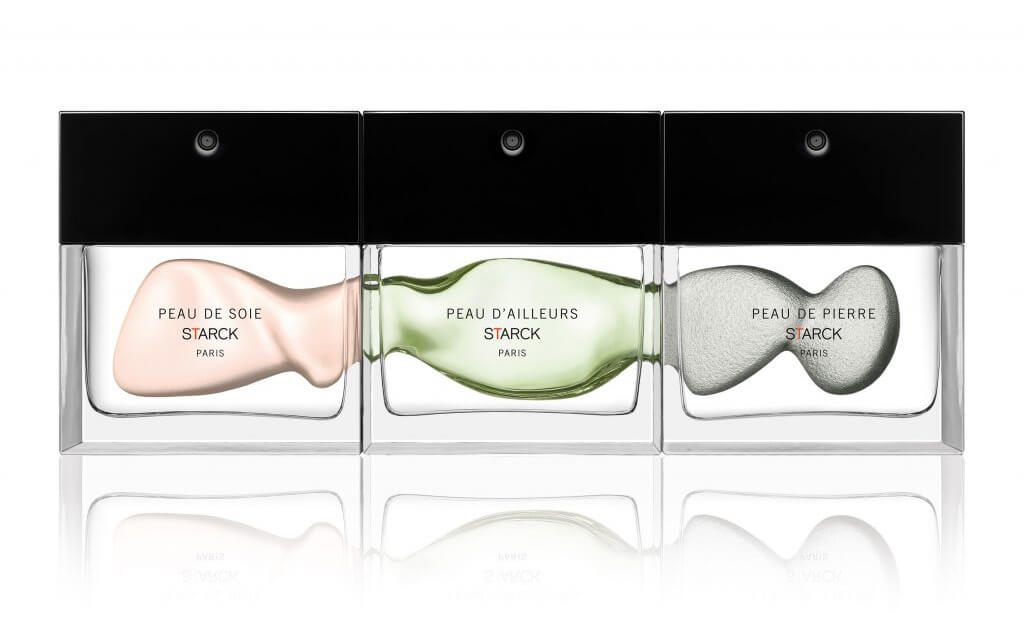 PEAU DE SOIE
STARCK
PARIS
PEAU D'AILLEURS
STARCK
PARIS
PEAU DE PIERRE
STARCK
PARIS